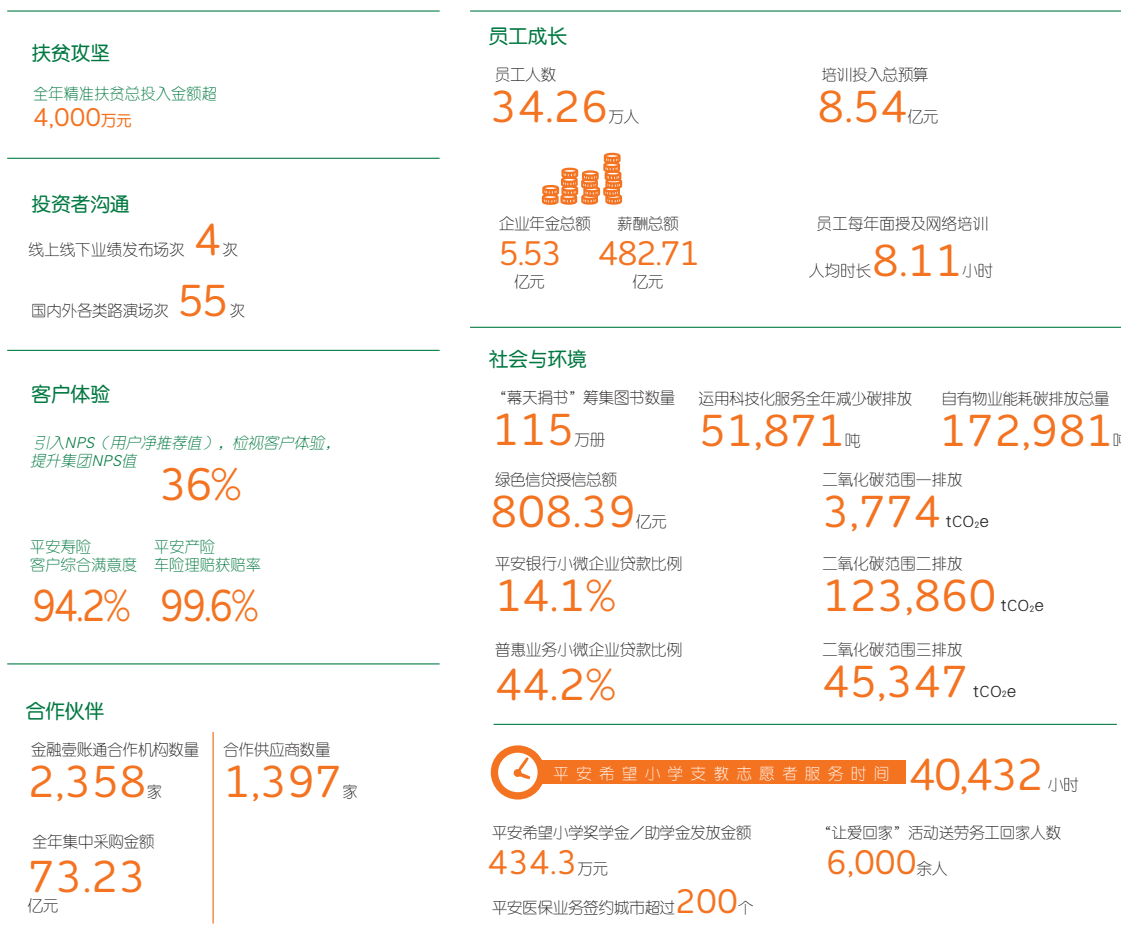 扶贫攻坚
全年精准扶贫总投入金额超
4,000万元
投资者沟通
线上线下业绩发布场次 4次
国内外各类路演场次 55次
客户体验
引入NPS（用户净推荐值），检视客户体验，
提升集团NPS值
36%
平安寿险 平安产险
客户综合满意度 车险理赔获赔率
94.2% 99.6%
合作伙伴
金融壹账通合作机构数量 合作供应商数量
2,358家 1,397家
全年集中采购金额
73.23
亿元
员工成长
员工人数 培训投入总预算
34.26万人 8.54亿元
企业年金总额 薪酬总额
5.53 482.71
亿元 亿元
员工每年面授及网络培训
人均时长8.11小时
社会与环境
“幕天捐书”筹集图书数量 运用科技化服务全年减少碳排放 自有物业能耗碳排放总量
115万册 51,871吨 172,981吨
绿色信贷授信总额 二氧化碳范围一排放
808.39亿元 3,774 tCO₂e
平安银行小微企业贷款比例 二氧化碳范围二排放
14.1% 123,860 tCO₂e
普惠业务小微企业贷款比例 二氧化碳范围三排放
44.2% 45,347 tCO₂e
平安希望小学支教志愿者服务时间 40,432 小时
平安希望小学奖学金／助学金发放金额 “让爱回家”活动送劳务工回家人数
434.3万元 6,000余人
平安医保业务签约城市超过200个